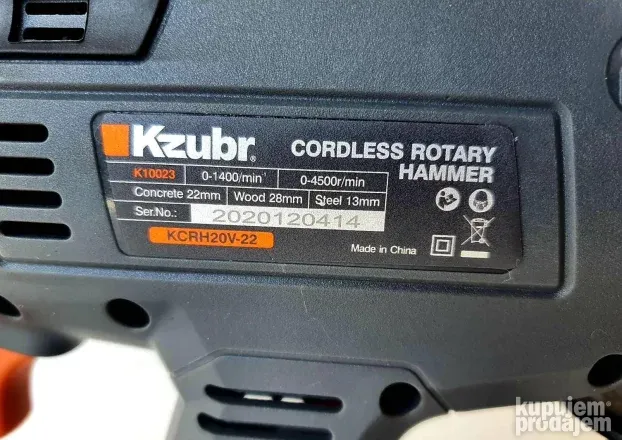 Kzubr®
CORDLESS ROTARY
HAMMER
K10023 0-1400/min 0-4500r/min
Concrete 22mm Wood 28mm Steel 13mm
Ser.No.: 2020120414
KCRH20V-22
Made in China
kupujem
prodajem